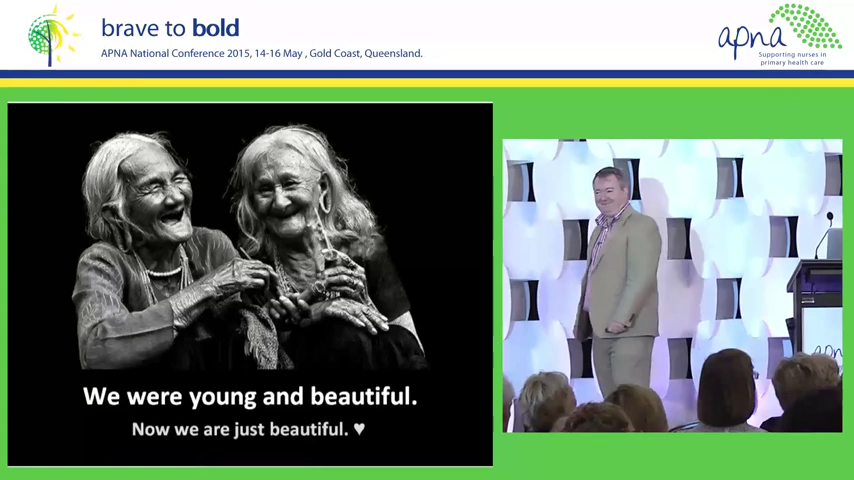 brave to bold
APNA National Conference 2015, 14-16 May , Gold Coast, Queensland.
apna
Supporting nurses in
primary health care
We were young and beautiful.
Now we are just beautiful. ♥
apna